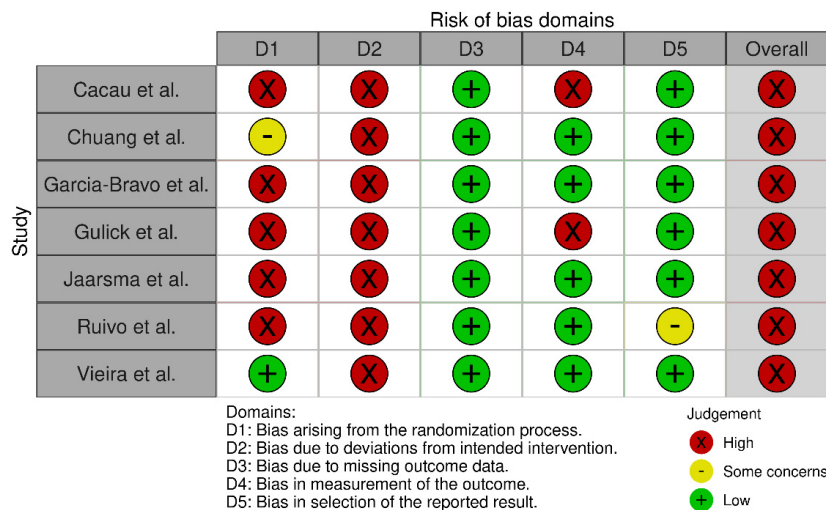 Risk of bias domains
D1 D2 D3 D4 D5 Overall
Study
Cacau et al. X X + X + X
Chuang et al. - X + + + X
Garcia-Bravo et al. X X + + + X
Gulick et al. X X + X + X
Jaarsma et al. X X + + + X
Ruivo et al. X X + + - X
Vieira et al. + X + + + X
Domains:
D1: Bias arising from the randomization process.
D2: Bias due to deviations from intended intervention.
D3: Bias due to missing outcome data.
D4: Bias in measurement of the outcome.
D5: Bias in selection of the reported result.
Judgement
X High
- Some concerns
+ Low